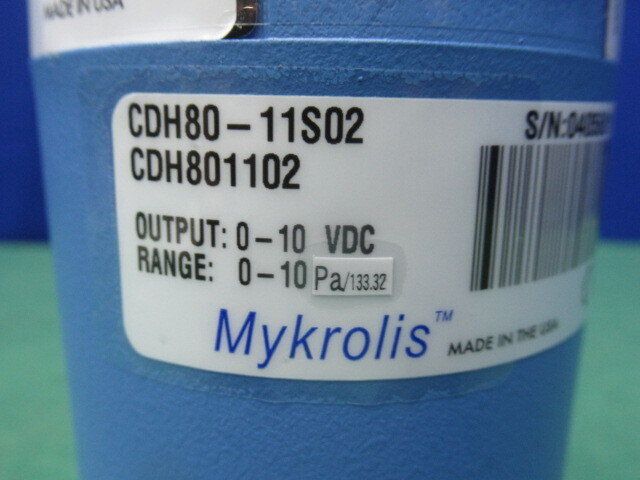 MADE IN USA
CDH80-11S02
S/N:
CDH801102
OUTPUT: 0-10 VDC
RANGE: 0-10 Pa/133.32
Mykrolis™
MADE IN THE USA